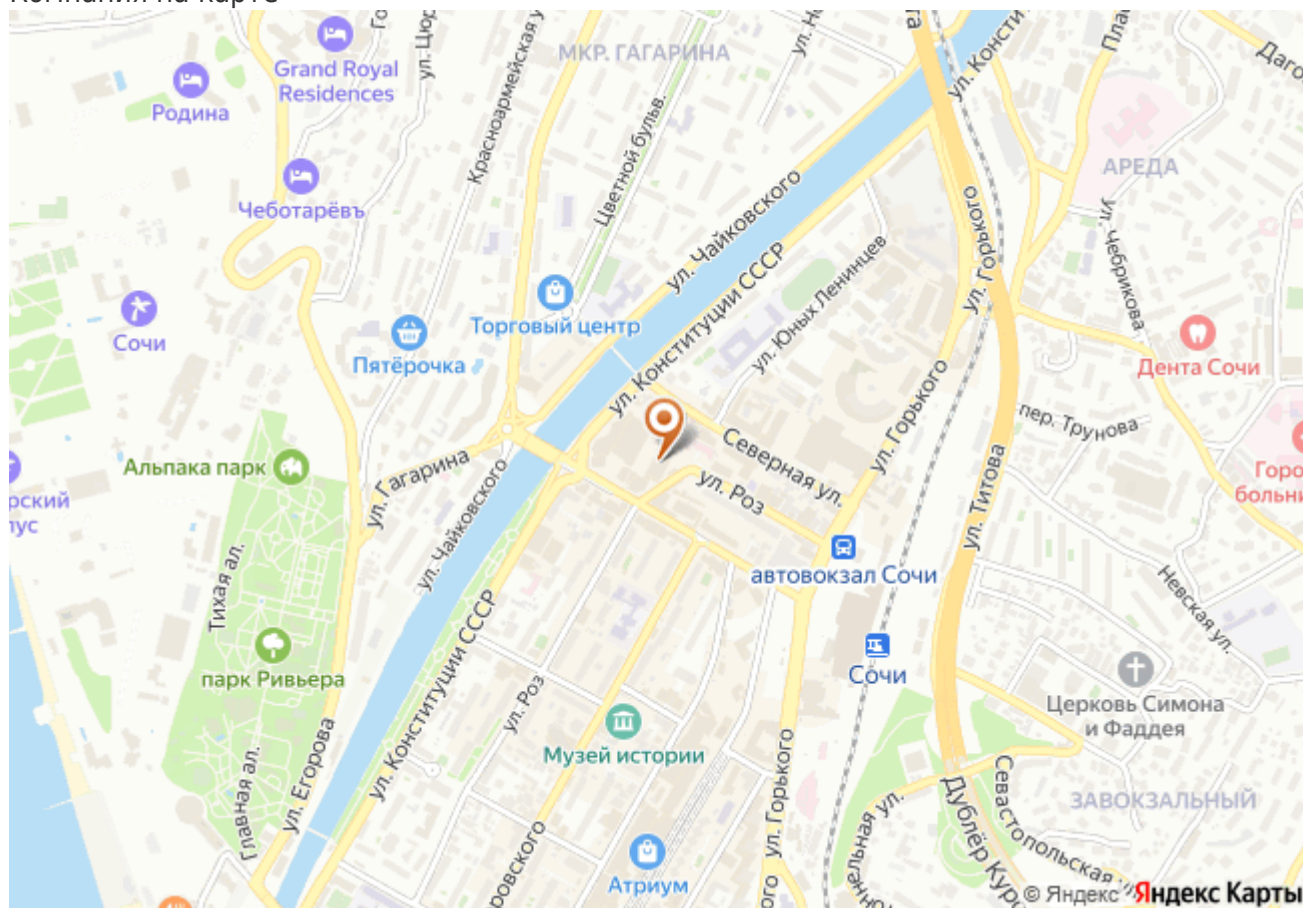 Компания на карте
МКР. ГАГАРИНА
Grand Royal
Residences
Родина
Чеботарёвъ
Красноармейская
Цветной бульв.
ул. Чайковского
ул. Конституции СССР
ул. Юных Ленинцев
ул. Горького
АРЕДА
ул. Чебрикова
Сочи
Торговый центр
Пятёрочка
Дента Сочи
пер. Трунова
ул. Горького
Северная ул.
ул. Роз
Альпака парк
ул. Гагарина
ул. Чайковского
ул. Титова
автовокзал Сочи
Невская ул.
Тихая ал.
парк Ривьера
ул. Конституции СССР
ул. Роз
Сочи
Церковь Симона
и Фаддея
Музей истории
Главная ал.
ул. Егорова
ул. Горького
ЗАВОКЗАЛЬНЫЙ
Севастопольская ул.
Дублёр
Атриум
© Яндекс Яндекс Карты